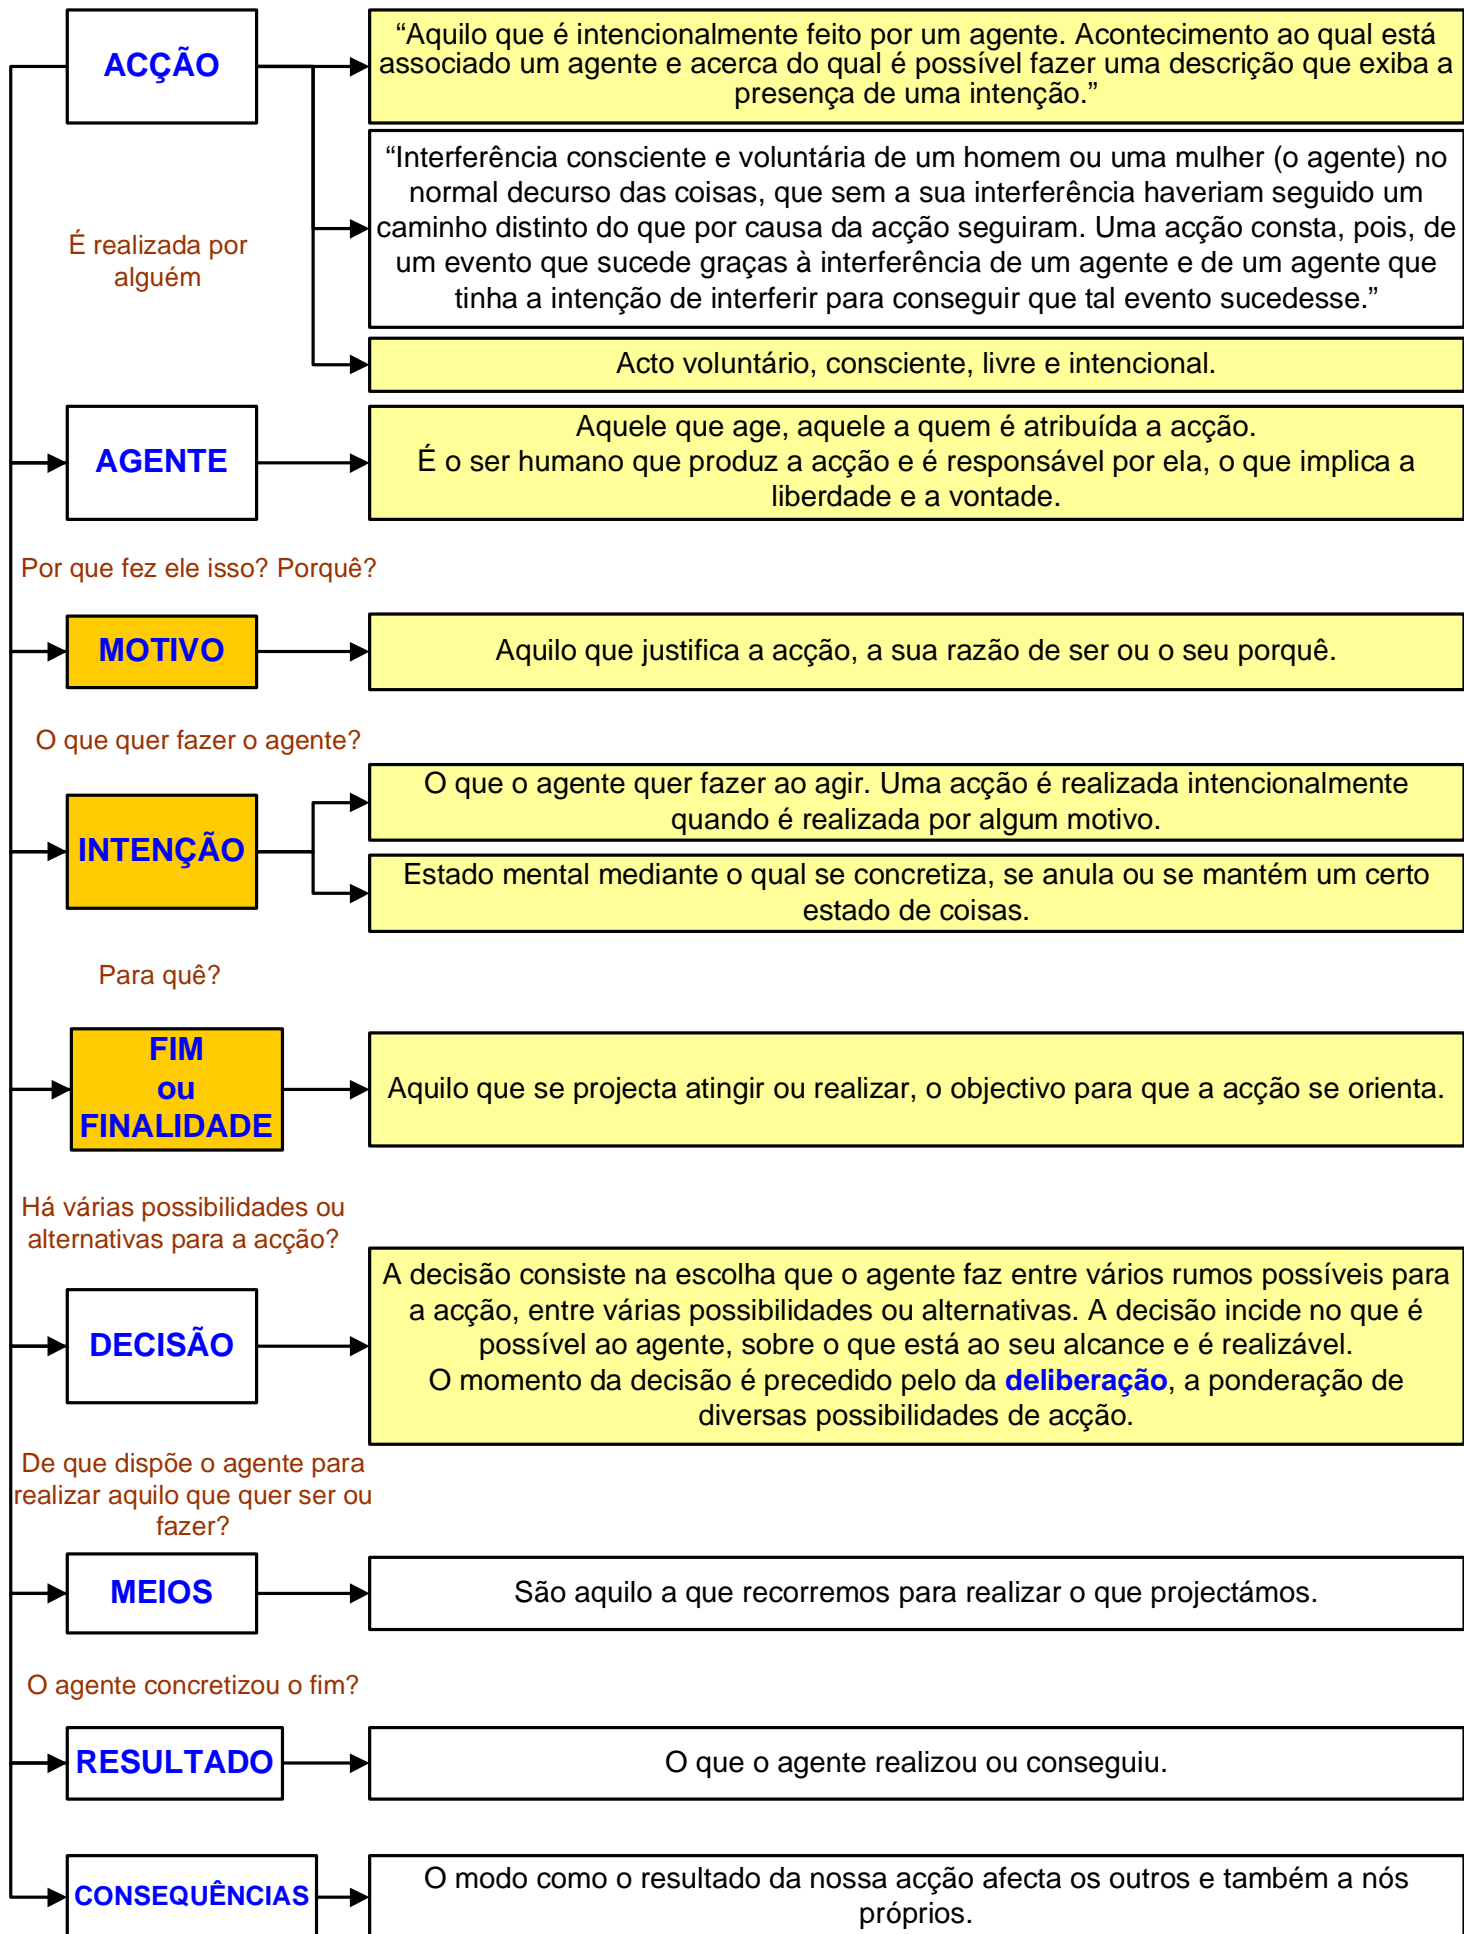 ACÇÃO
“Aquilo que é intencionalmente feito por um agente. Acontecimento ao qual está
associado um agente e acerca do qual é possível fazer uma descrição que exiba a
presença de uma intenção.”
“Interferência consciente e voluntária de um homem ou uma mulher (o agente) no
normal decurso das coisas, que sem a sua interferência haveriam seguido um
caminho distinto do que por causa da acção seguiram. Uma acção consta, pois, de
um evento que sucede graças à interferência de um agente e de um agente que
tinha a intenção de interferir para conseguir que tal evento sucedesse.”
Acto voluntário, consciente, livre e intencional.
É realizada por
alguém
AGENTE
Aquele que age, aquele a quem é atribuída a acção.
É o ser humano que produz a acção e é responsável por ela, o que implica a
liberdade e a vontade.
Por que fez ele isso? Porquê?
MOTIVO
Aquilo que justifica a acção, a sua razão de ser ou o seu porquê.
O que quer fazer o agente?
INTENÇÃO
O que o agente quer fazer ao agir. Uma acção é realizada intencionalmente
quando é realizada por algum motivo.
Estado mental mediante o qual se concretiza, se anula ou se mantém um certo
estado de coisas.
Para quê?
FIM
ou
FINALIDADE
Aquilo que se projecta atingir ou realizar, o objectivo para que a acção se orienta.
Há várias possibilidades ou
alternativas para a acção?
DECISÃO
A decisão consiste na escolha que o agente faz entre vários rumos possíveis para
a acção, entre várias possibilidades ou alternativas. A decisão incide no que é
possível ao agente, sobre o que está ao seu alcance e é realizável.
O momento da decisão é precedido pelo da deliberação, a ponderação de
diversas possibilidades de acção.
De que dispõe o agente para
realizar aquilo que quer ser ou
fazer?
MEIOS
São aquilo a que recorremos para realizar o que projectámos.
O agente concretizou o fim?
RESULTADO
O que o agente realizou ou conseguiu.
CONSEQUÊNCIAS
O modo como o resultado da nossa acção afecta os outros e também a nós
próprios.